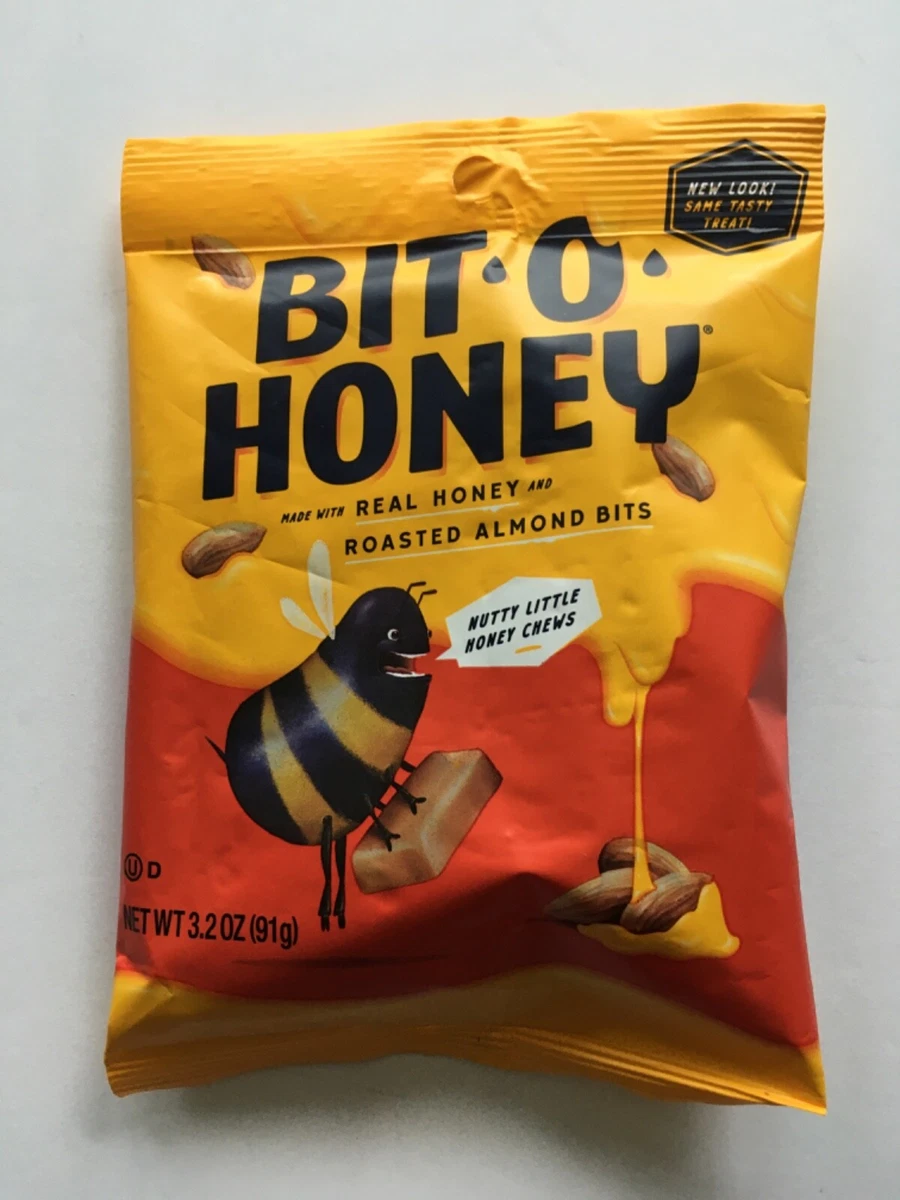 NEW LOOK!
SAME TASTY
TREAT!
BIT·O·
HONEY®
MADE WITH REAL HONEY AND
ROASTED ALMOND BITS
NUTTY LITTLE
HONEY CHEWS
U D
NET WT 3.2 OZ (91g)